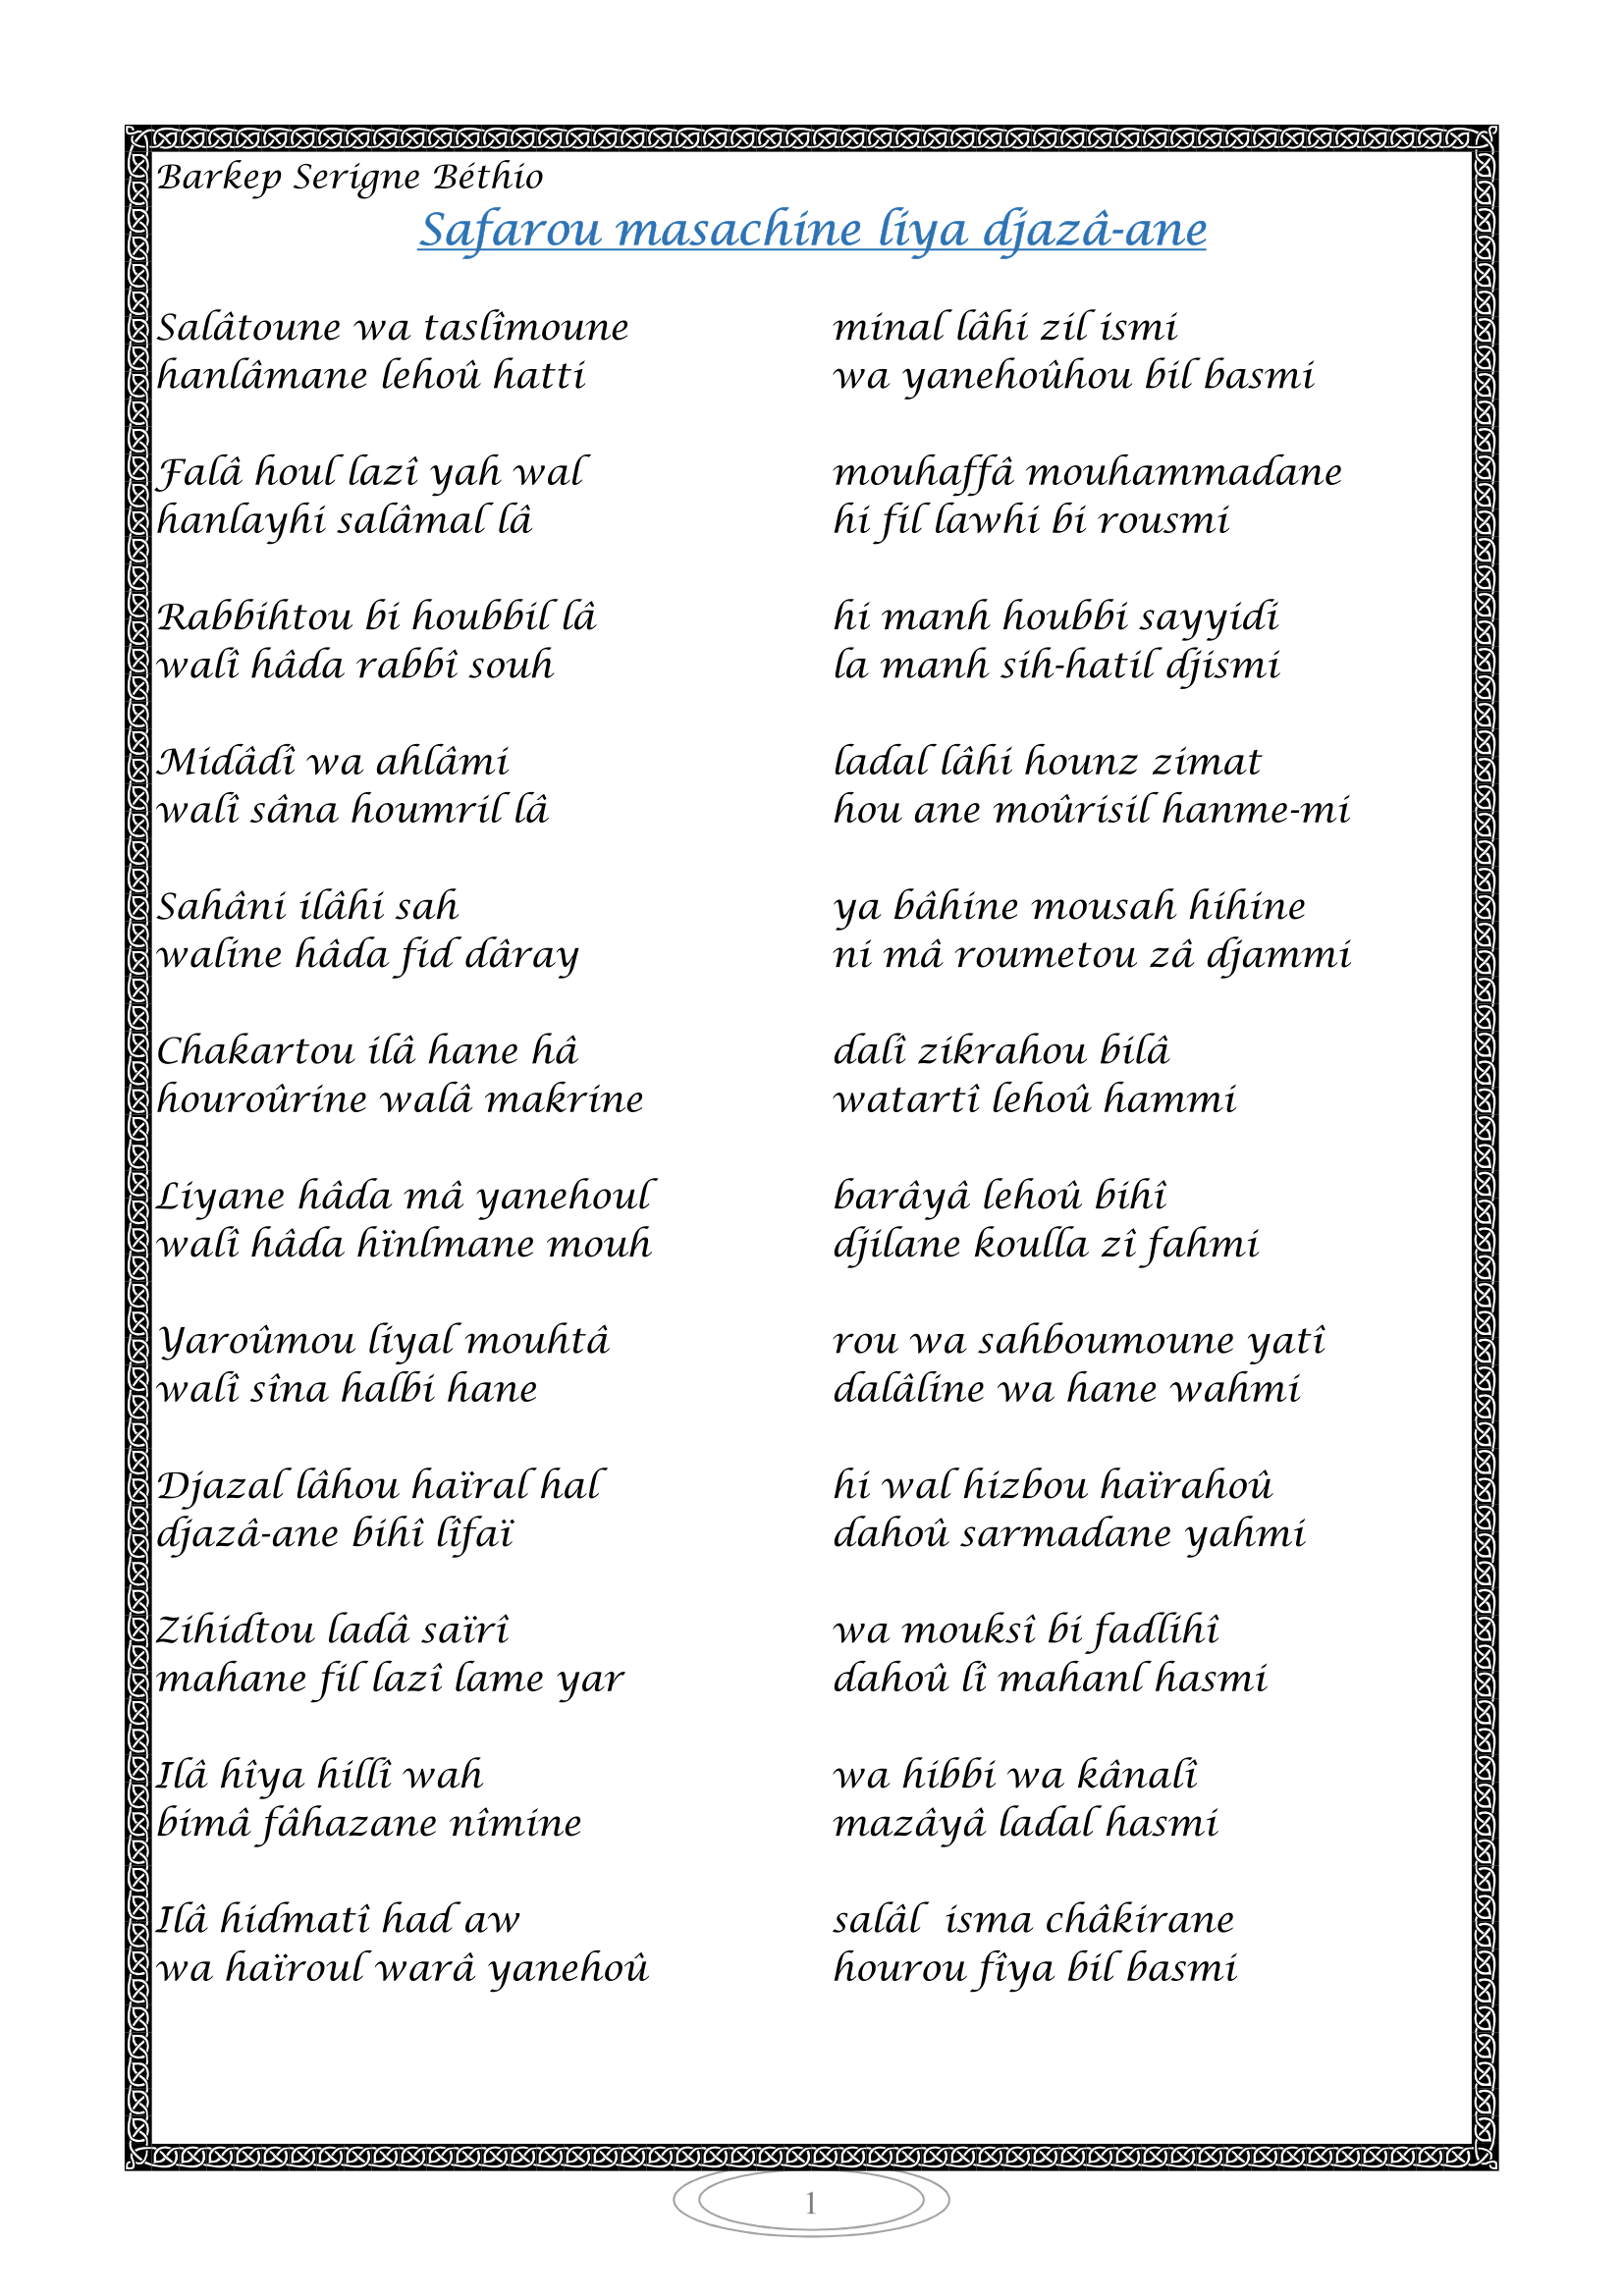 Barkep Serigne Béthio
Safarou masachine liya djazâ-ane
Salâtoune wa taslîmoune minal lâhi zil ismi
hanlâmane lehoû hatti wa yanehoûhou bil basmi
Falâ houl lazî yah wal mouhaffâ mouhammadane
hanlayhi salâmal lâ hi fil lawhi bi rousmi
Rabbihtou bi houbbil lâ hi manh houbbi sayyidi
walî hâda rabbî souh la manh sih-hatil djismi
Midâdî wa ahlâmi ladal lâhi hounz zimat
walî sâna houmril lâ hou ane moûrisil hanme-mi
Sahâni ilâhi sah ya bâhine mousah hihine
waline hâda fid dâray ni mâ roumetou zâ djammi
Chakartou ilâ hane hâ dalî zikrahou bilâ
houroûrine walâ makrine watartî lehoû hammi
Liyane hâda mâ yanehoul barâyâ lehoû bihî
walî hâda hïnlmane mouh djilane koulla zî fahmi
Yaroûmou liyal mouhtâ rou wa sahboumoune yatî
walî sîna halbi hane dalâline wa hane wahmi
Djazal lâhou haïral hal hi wal hizbou haïrahoû
djazâ-ane bihî lîfaï dahoû sarmadane yahmi
Zihidtou ladâ saïrî wa mouksî bi fadlihî
mahane fil lazî lame yar dahoû lî mahanl hasmi
Ilâ hîya hillî wah wa hibbi wa kânalî
bimâ fâhazane nîmine mazâyâ ladal hasmi
Ilâ hidmatî had aw salâl isma châkirane
wa haïroul warâ yanehoû hourou fîya bil basmi
1